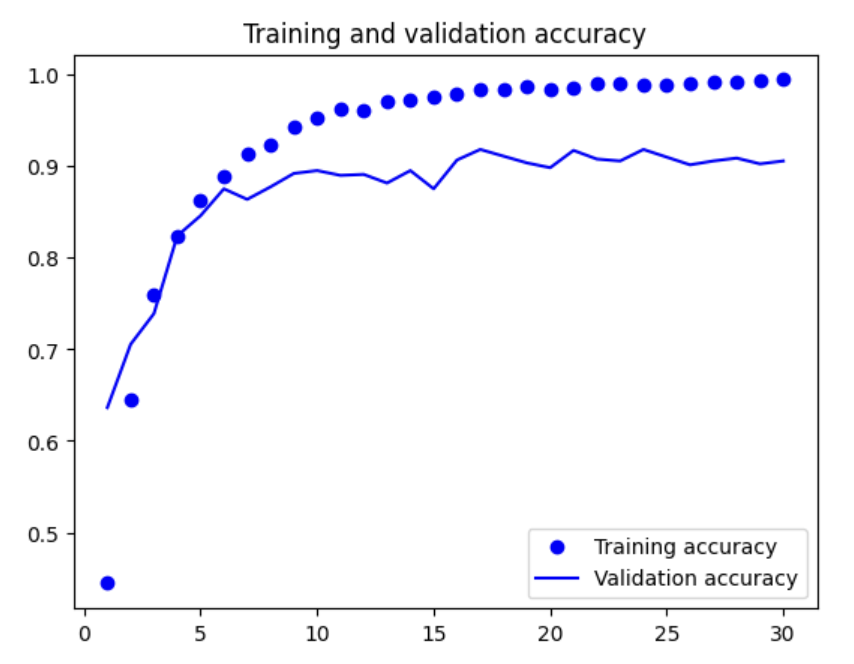 Training and validation accuracy
1.0
0.9
0.8
0.7
0.6
0.5
Training accuracy
Validation accuracy
0 5 10 15 20 25 30